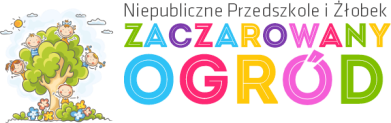 Niepubliczne Przedszkole i Żłobek
ZACZAROWANY
OGRÓD